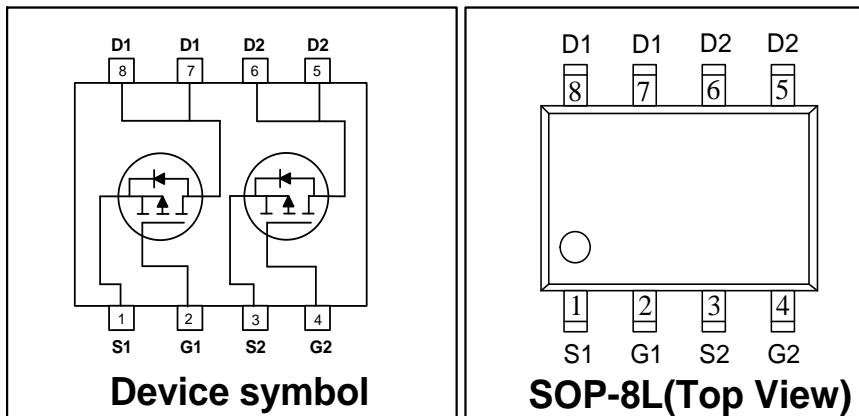 D1 D1 D2 D2
8 7 6 5
1 2 3 4
S1 G1 S2 G2
Device symbol
D1 D1 D2 D2
8 7 6 5
1 2 3 4
S1 G1 S2 G2
SOP-8L(Top View)